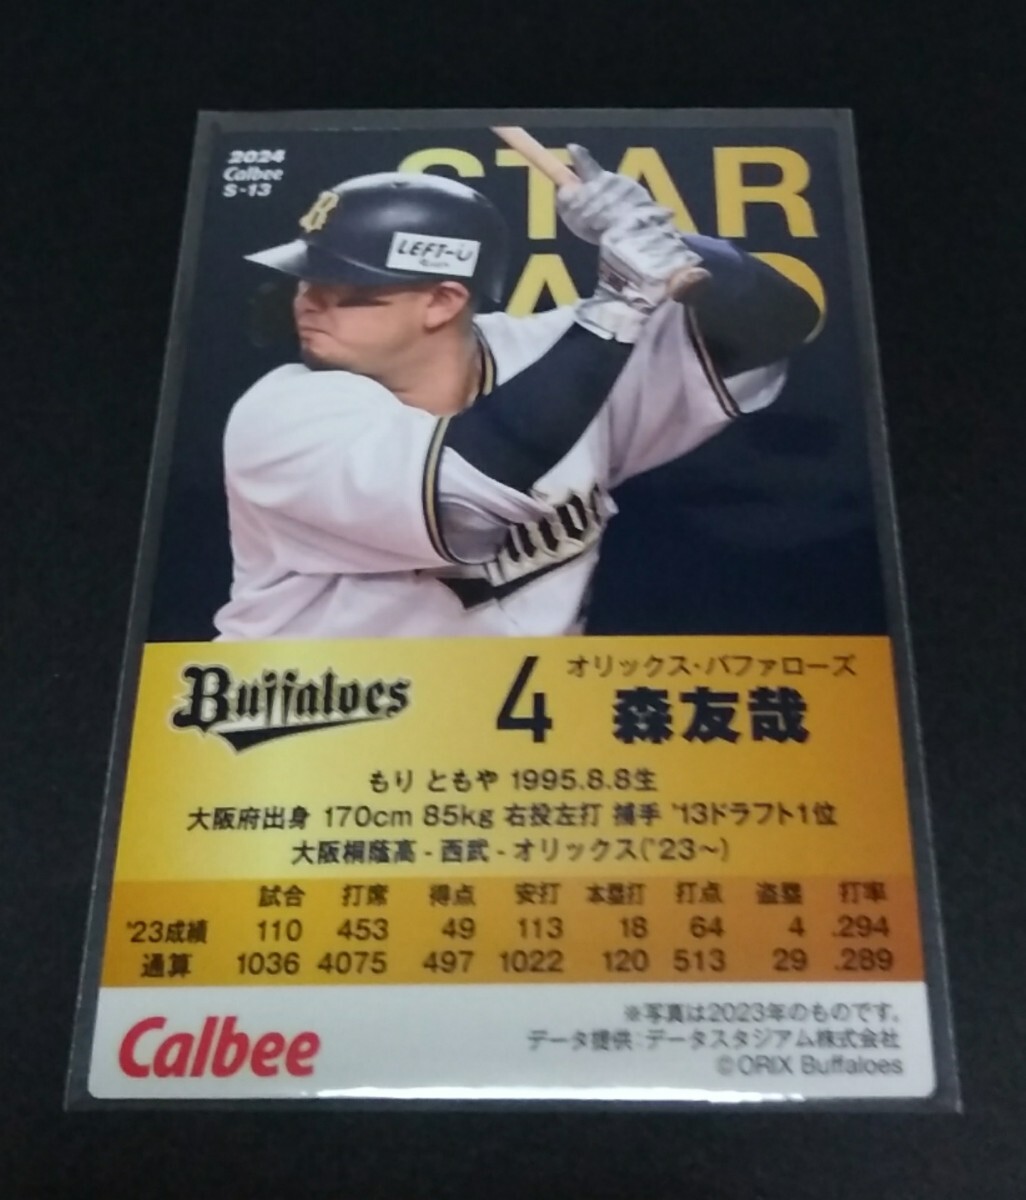 2024
Calbee
S-13
STAR
B
LEFT-U
Buffaloes
4
オリックス・バファローズ
森友哉
もり ともや 1995.8.8生
大阪府出身 170cm 85kg 右投左打 捕手 '13ドラフト1位
大阪桐蔭高 - 西武 - オリックス('23～)
試合 打席 得点 安打 本塁打 打点 盗塁 打率
'23成績 110 453 49 113 18 64 4 .294
通算 1036 4075 497 1022 120 513 29 .289
Calbee
※写真は2023年のものです。
データ提供:データスタジアム株式会社
©ORIX Buffaloes